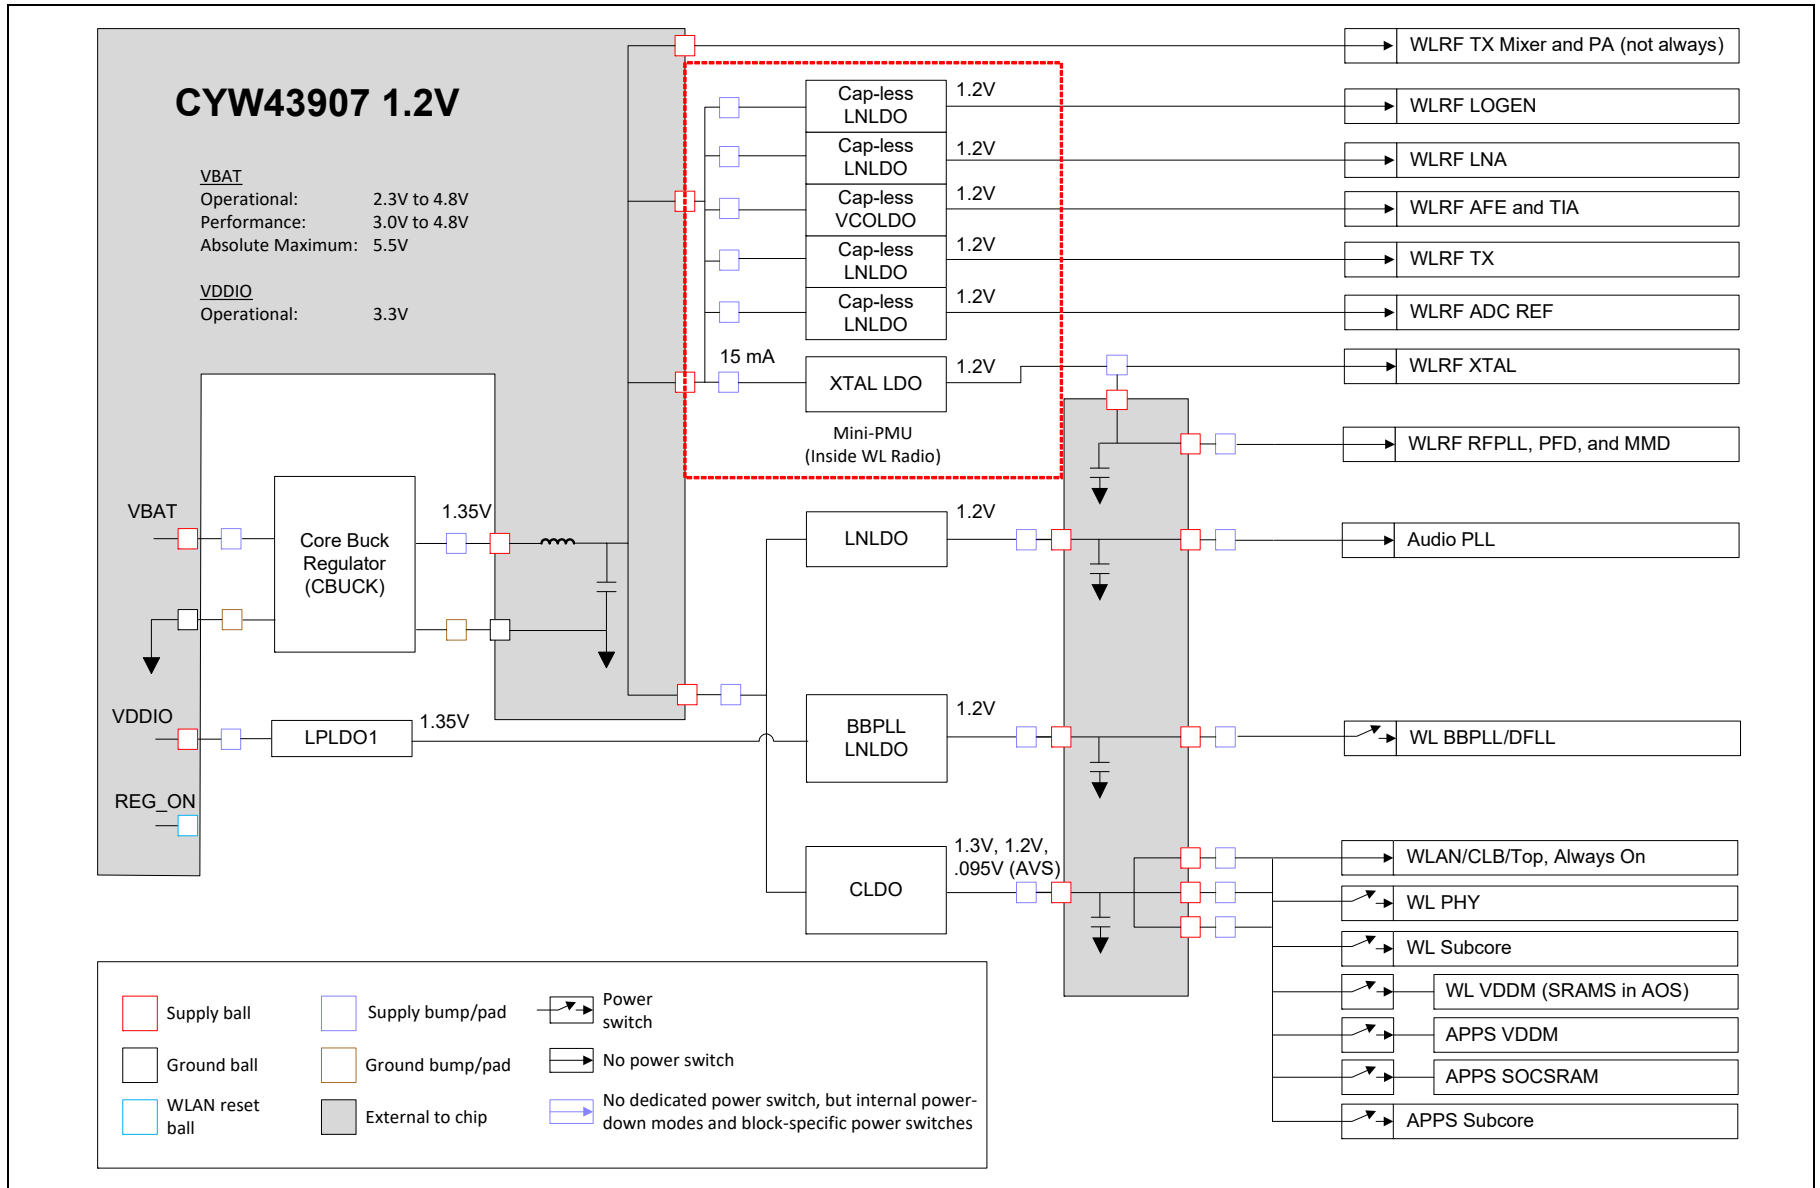 CYW43907 1.2V
VBAT
Operational: 2.3V to 4.8V
Performance: 3.0V to 4.8V
Absolute Maximum: 5.5V
VDDIO
Operational: 3.3V
VBAT
VDDIO
REG_ON
Core Buck
Regulator
(CBUCK)
1.35V
LPLDO1
1.35V
Cap-less
LNLDO
1.2V
Cap-less
LNLDO
1.2V
Cap-less
VCOLDO
1.2V
Cap-less
LNLDO
1.2V
Cap-less
LNLDO
1.2V
15 mA
XTAL LDO
1.2V
Mini-PMU
(Inside WL Radio)
LNLDO
1.2V
BBPLL
LNLDO
1.2V
CLDO
1.3V, 1.2V,
.095V (AVS)
WLRF TX Mixer and PA (not always)
WLRF LOGEN
WLRF LNA
WLRF AFE and TIA
WLRF TX
WLRF ADC REF
WLRF XTAL
WLRF RFPLL, PFD, and MMD
Audio PLL
WL BBPLL/DFLL
WLAN/CLB/Top, Always On
WL PHY
WL Subcore
WL VDDM (SRAMS in AOS)
APPS VDDM
APPS SOCSRAM
APPS Subcore
Supply ball
Ground ball
WLAN reset
ball
Supply bump/pad
Ground bump/pad
External to chip
Power
switch
No power switch
No dedicated power switch, but internal power-
down modes and block-specific power switches